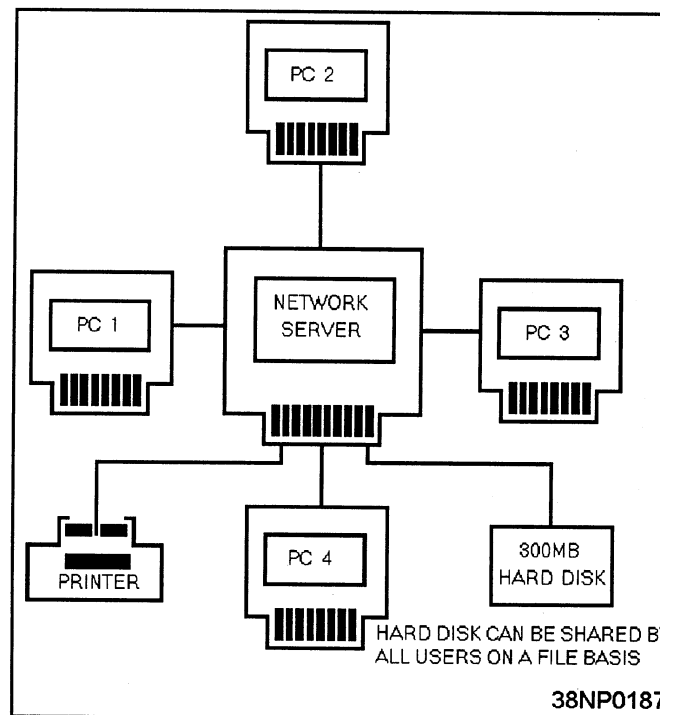 PC 2
NETWORK
SERVER
PC 1
PC 3
PRINTER
PC 4
300MB
HARD DISK
HARD DISK CAN BE SHARED
ALL USERS ON A FILE BASIS
38NP0187